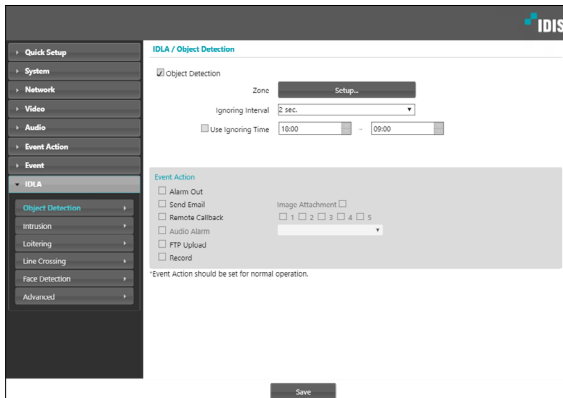 IDIS
Quick Setup
System
Network
Video
Audio
Event Action
Event
IDLA
Object Detection
Intrusion
Loitering
Line Crossing
Face Detection
Advanced
IDLA / Object Detection
Object Detection
Zone Setup...
Ignoring Interval 2 sec.
Use Ignoring Time 18:00 - 09:00
Event Action
Alarm Out
Send Email Image Attachment
Remote Callback 1 2 3 4 5
Audio Alarm
FTP Upload
Record
*Event Action should be set for normal operation.
Save